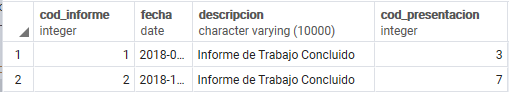 cod_informe fecha descripcion cod_presentacion
integer date character varying (10000) integer
1 1 2018-0... Informe de Trabajo Concluido 3
2 2 2018-1... Informe de Trabajo Concluido 7